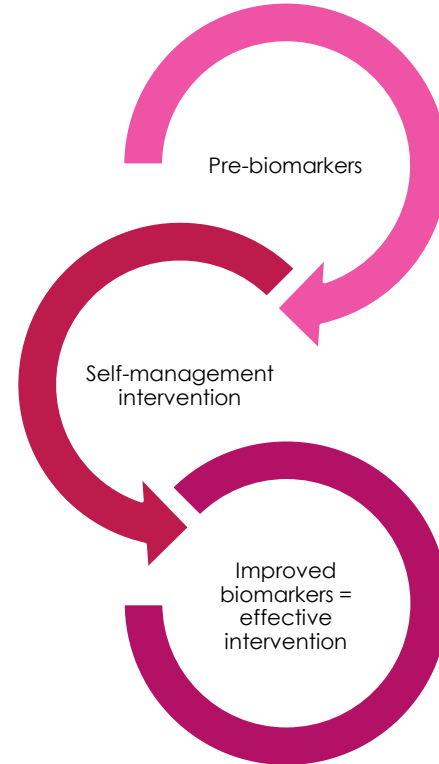 Pre-biomarkers
Self-management
intervention
Improved
biomarkers =
effective
intervention